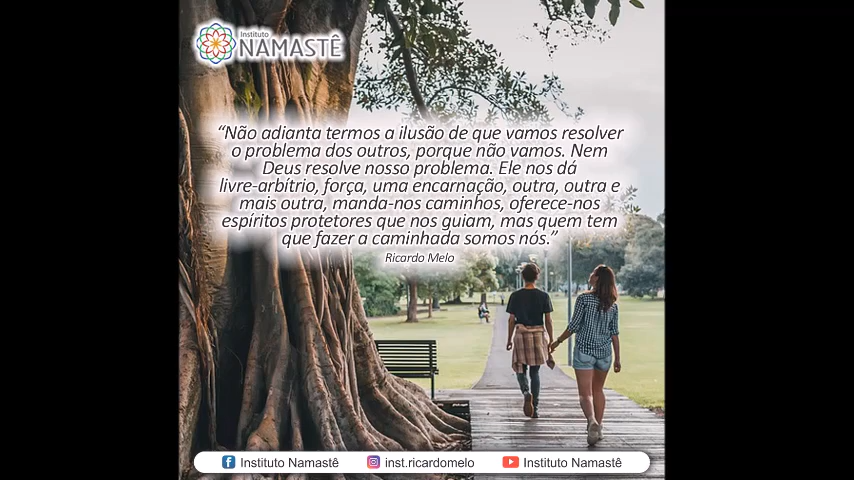 Instituto
NAMASTÊ
“Não adianta termos a ilusão de que vamos resolver
o problema dos outros, porque não vamos. Nem
Deus resolve nosso problema. Ele nos dá
livre-arbítrio, força, uma encarnação, outra, outra e
mais outra, manda-nos caminhos, oferece-nos
espíritos protetores que nos guiam, mas quem tem
que fazer a caminhada somos nós.”
Ricardo Melo
Instituto Namastê inst.ricardomelo Instituto Namastê